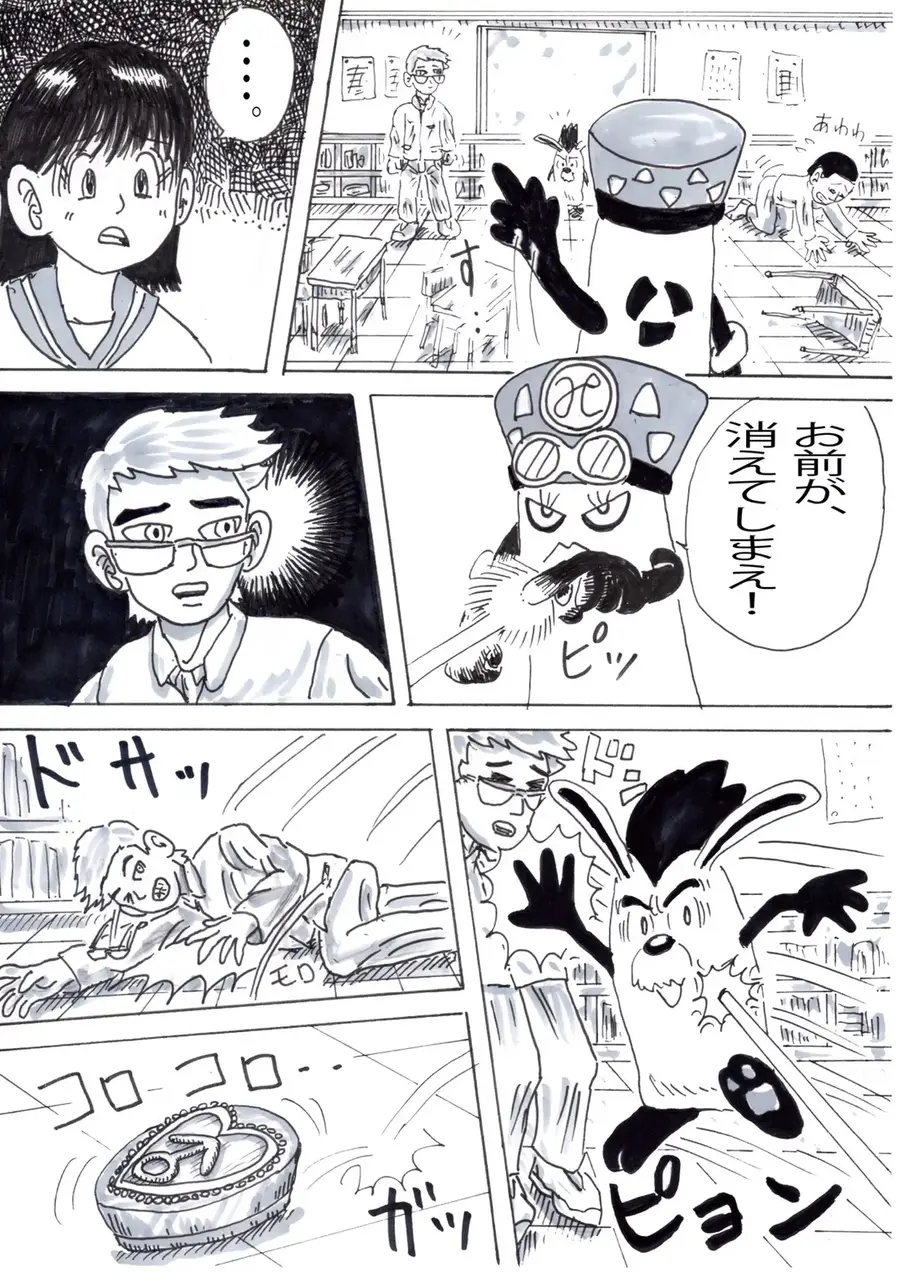 あわわ
す…
・・・・。
お前が、
消えてしまえ!
ピッ
ドンッ
ピョン
ドサッ
モロ
コロコロ・・
ガッ